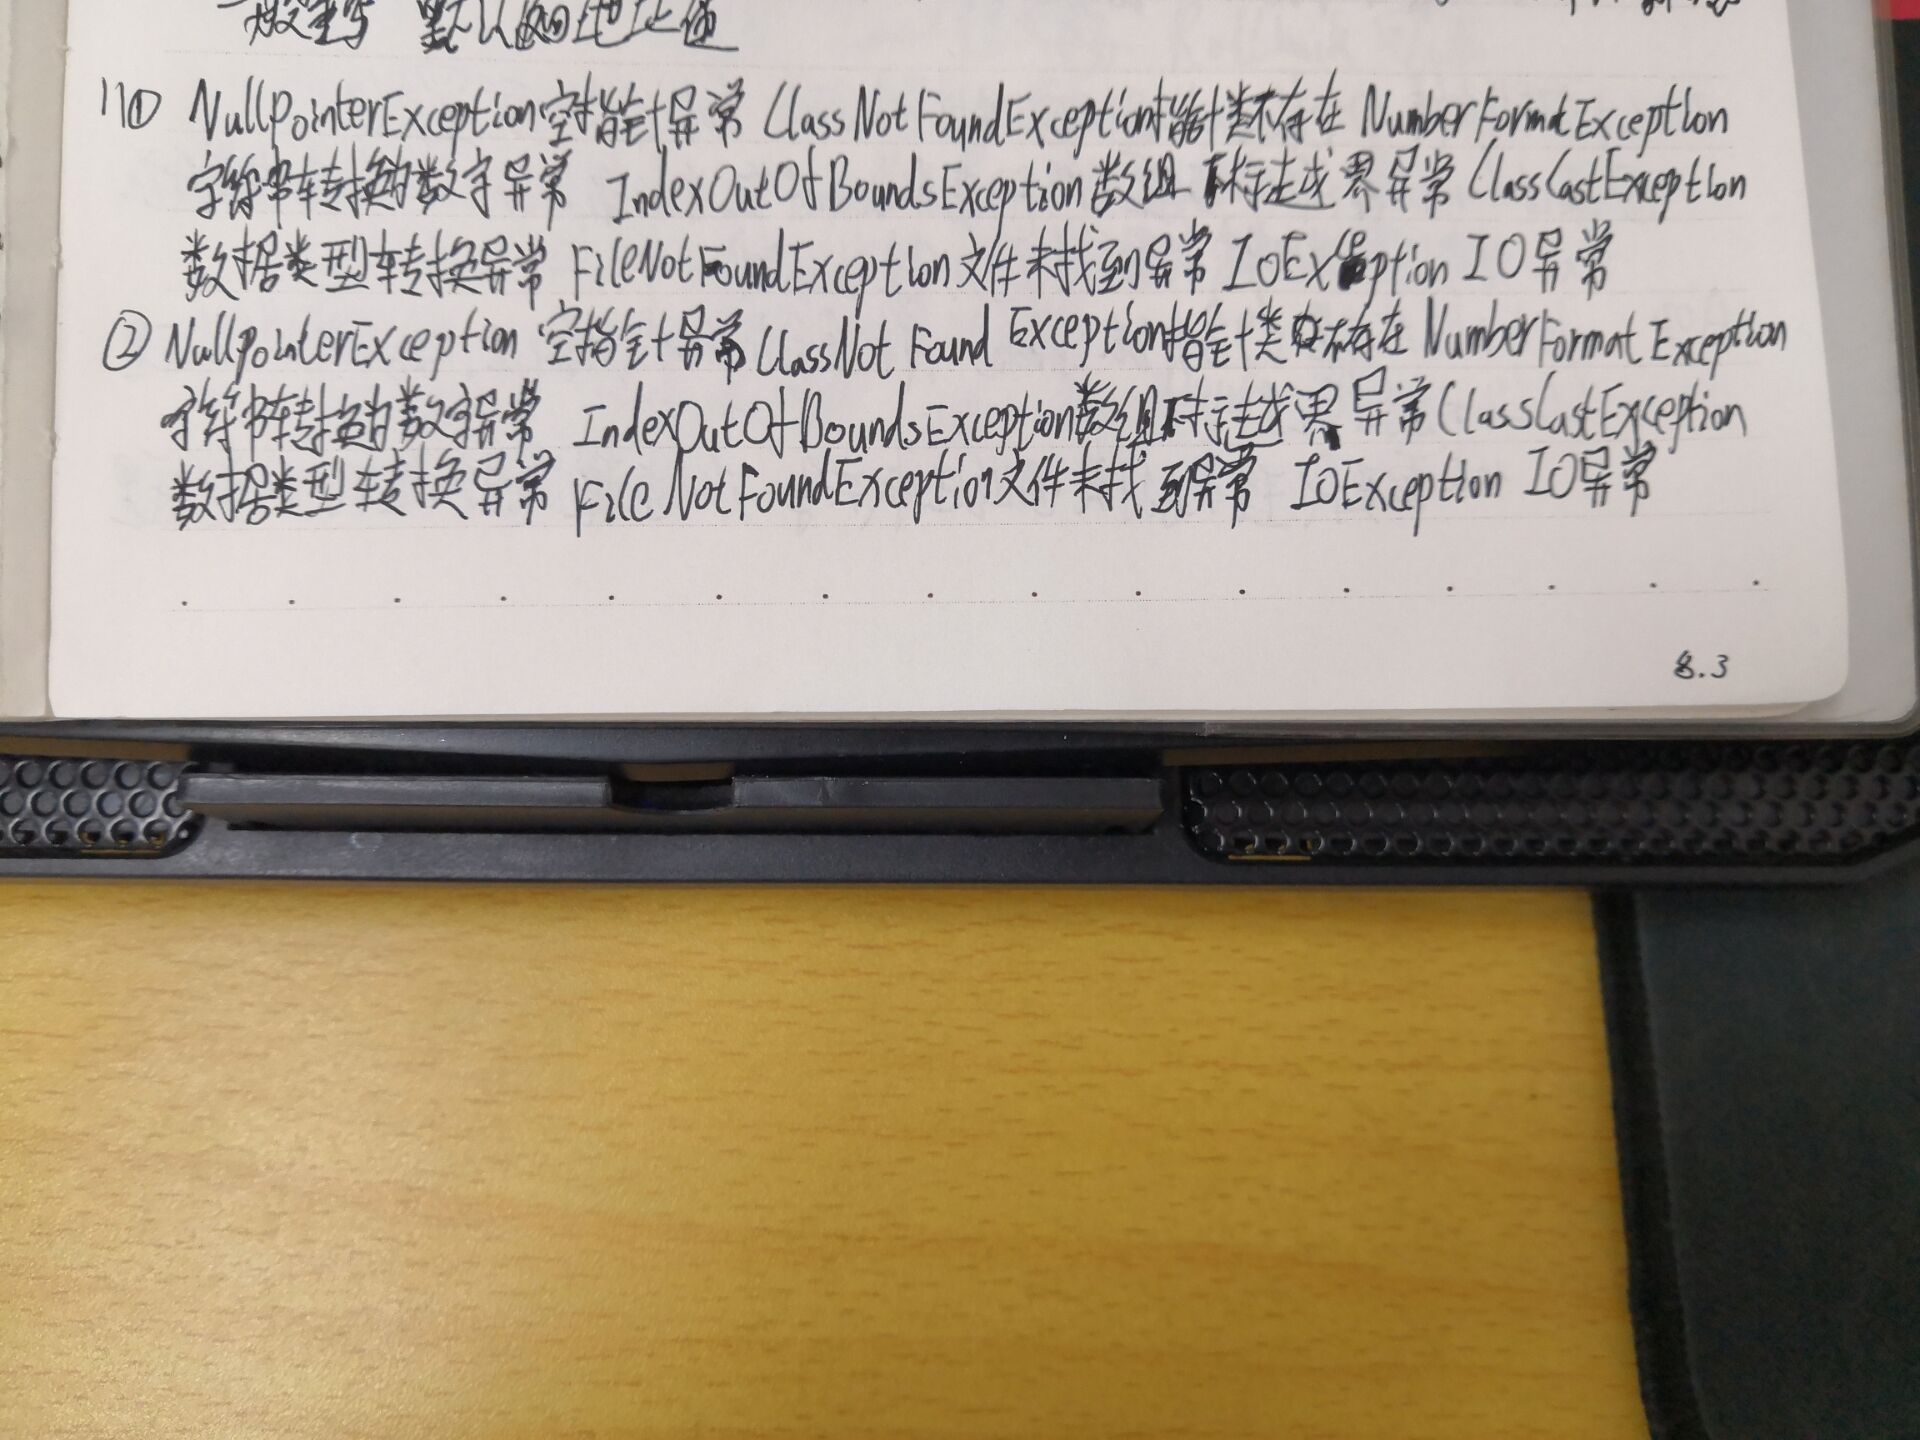 一般重写 默认的地址值
11① NullPointerException空指针异常 ClassNotFoundException指针类不存在 NumberFormatException
字符串转换为数字异常 IndexOutOfBoundsException数组下标越界异常 ClassCastException
数据类型转换异常 FileNotFoundException文件未找到异常 IOException IO异常
② NullpointerException 空指针异常 ClassNot Found Exception指针类不存在 NumberFormat Exception
字符串转换为数字异常 IndexOutOfBoundsException数组下标越界异常 ClassCastException
数据类型转换异常 File NotFoundException文件未找到异常 IOException IO异常
8.3